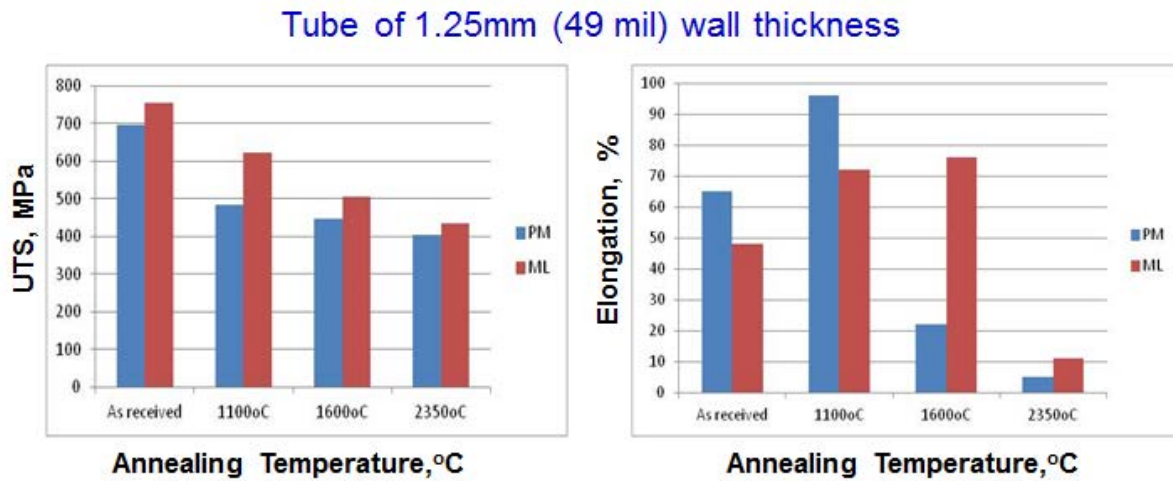 Tube of 1.25mm (49 mil) wall thickness
UTS, MPa
800
700
600
500
400
300
200
100
0
As received 1100oC 1600oC 2350oC
PM
ML
Annealing Temperature,ºC
Elongation, %
100
90
80
70
60
50
40
30
20
10
0
As received 1100oC 1600oC 2350oC
PM
ML
Annealing Temperature,ºC